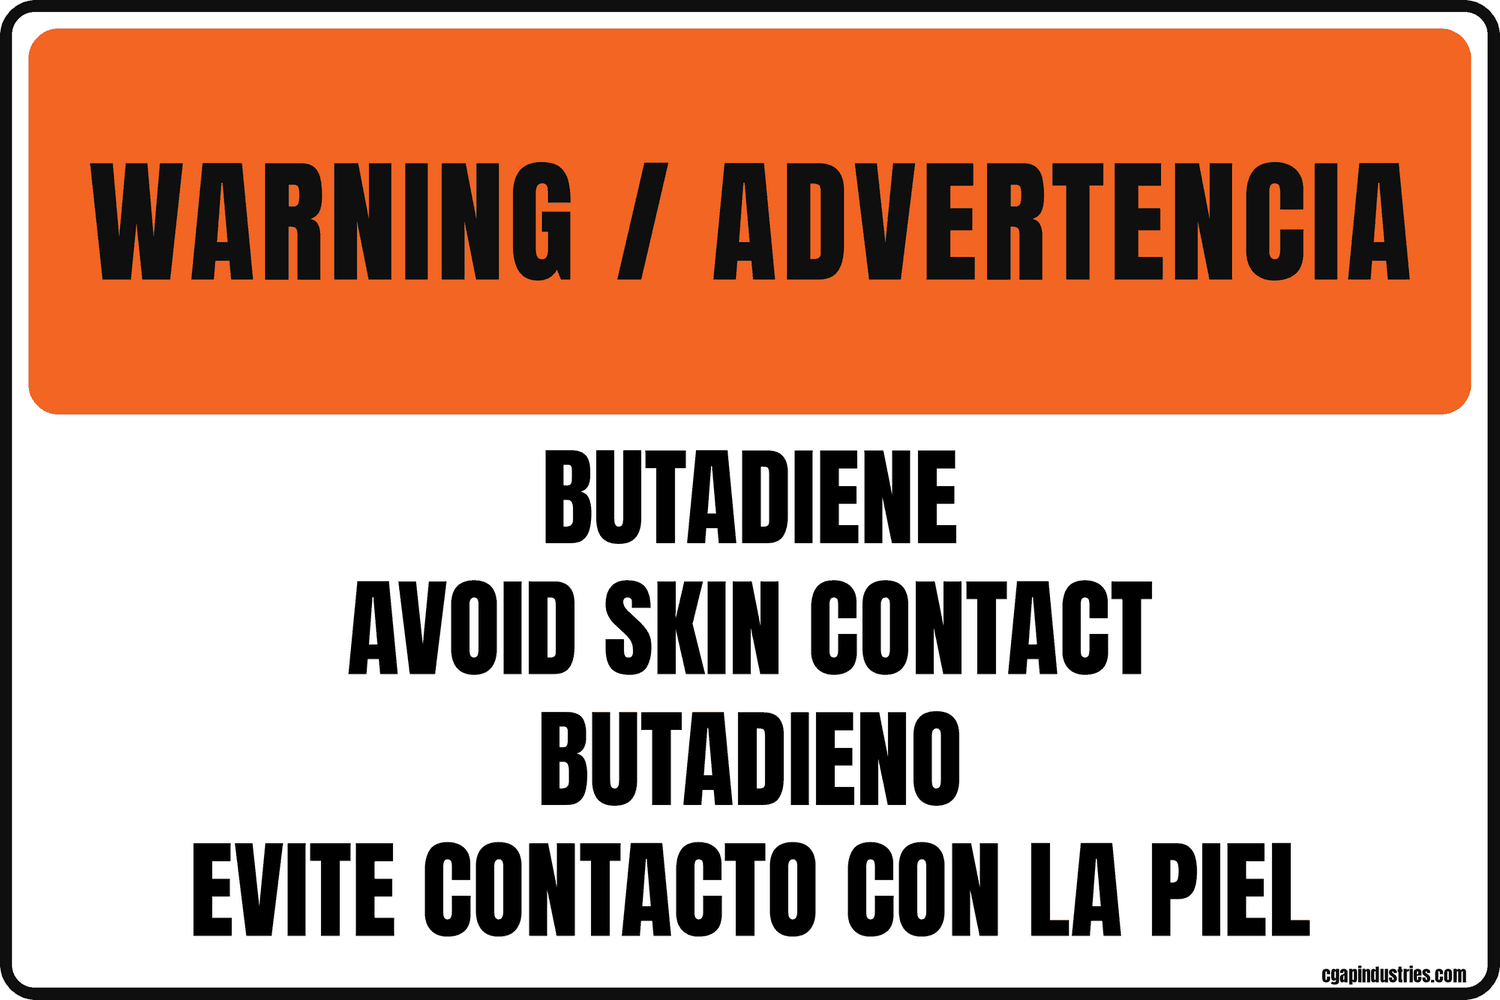 WARNING / ADVERTENCIA
BUTADIENE
AVOID SKIN CONTACT
BUTADIENO
EVITE CONTACTO CON LA PIEL
cgapindustries.com